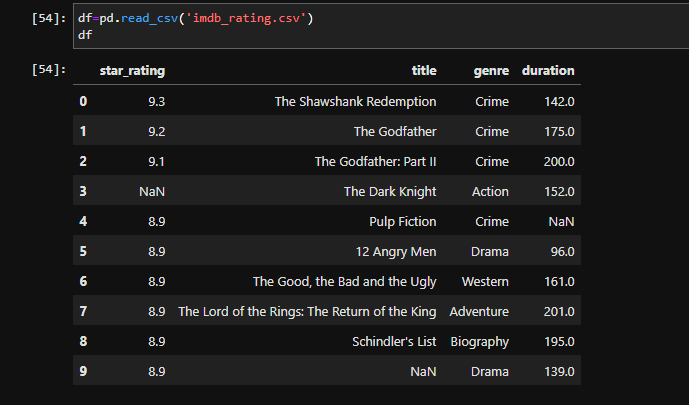 [54]: df=pd.read_csv('imdb_rating.csv')
df
[54]: star_rating title genre duration
0 9.3 The Shawshank Redemption Crime 142.0
1 9.2 The Godfather Crime 175.0
2 9.1 The Godfather: Part II Crime 200.0
3 NaN The Dark Knight Action 152.0
4 8.9 Pulp Fiction Crime NaN
5 8.9 12 Angry Men Drama 96.0
6 8.9 The Good, the Bad and the Ugly Western 161.0
7 8.9 The Lord of the Rings: The Return of the King Adventure 201.0
8 8.9 Schindler's List Biography 195.0
9 8.9 NaN Drama 139.0